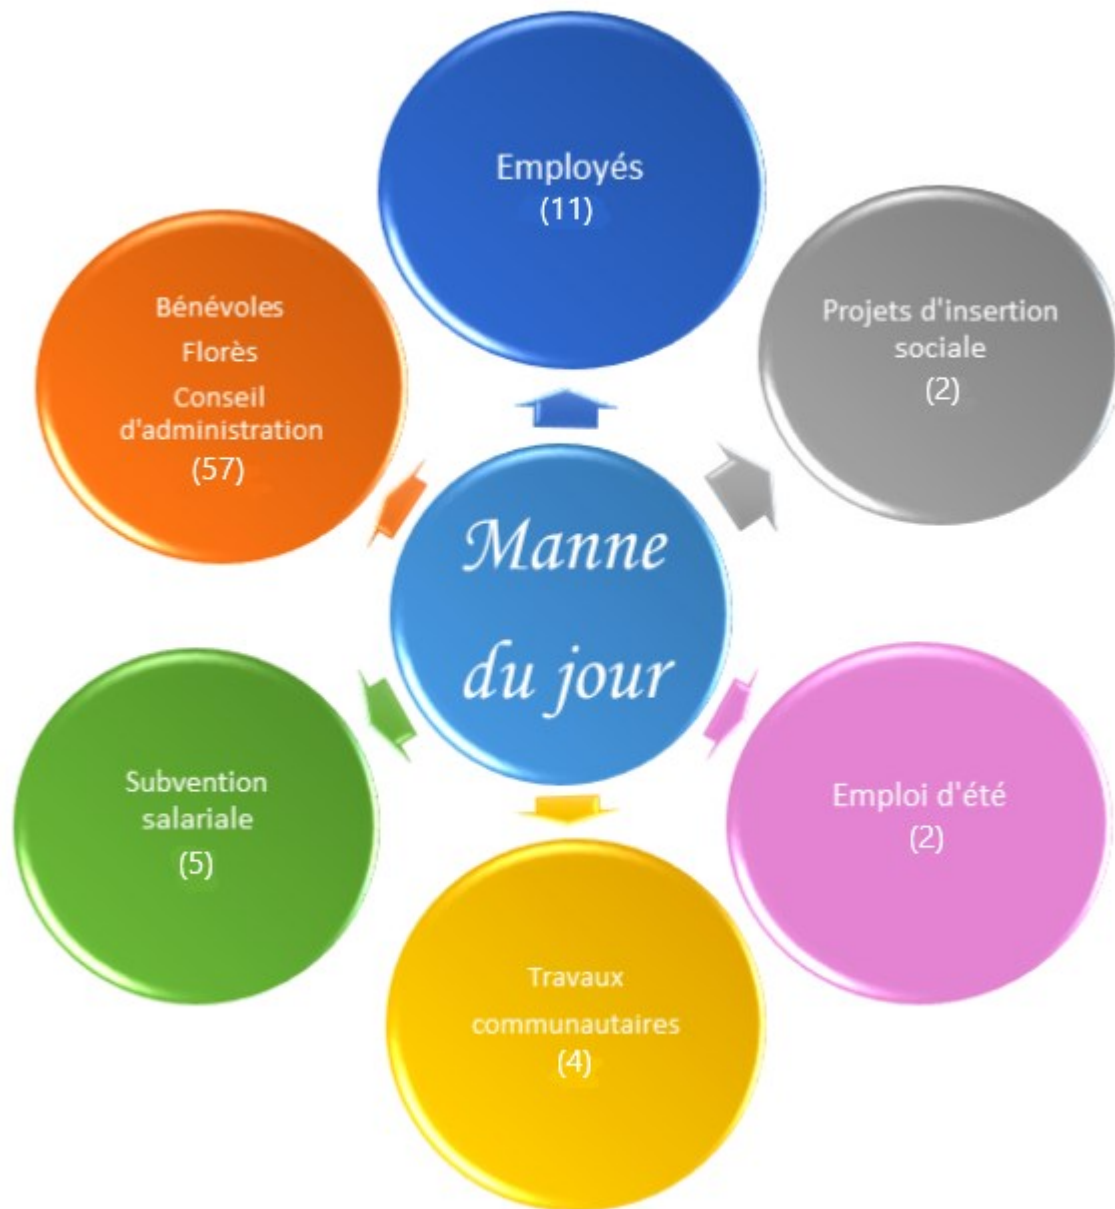 Employés
(11)
Projets d'insertion
sociale
(2)
Emploi d'été
(2)
Travaux
communautaires
(4)
Subvention
salariale
(5)
Bénévoles
Florès
Conseil
d'administration
(57)
Manne
du jour